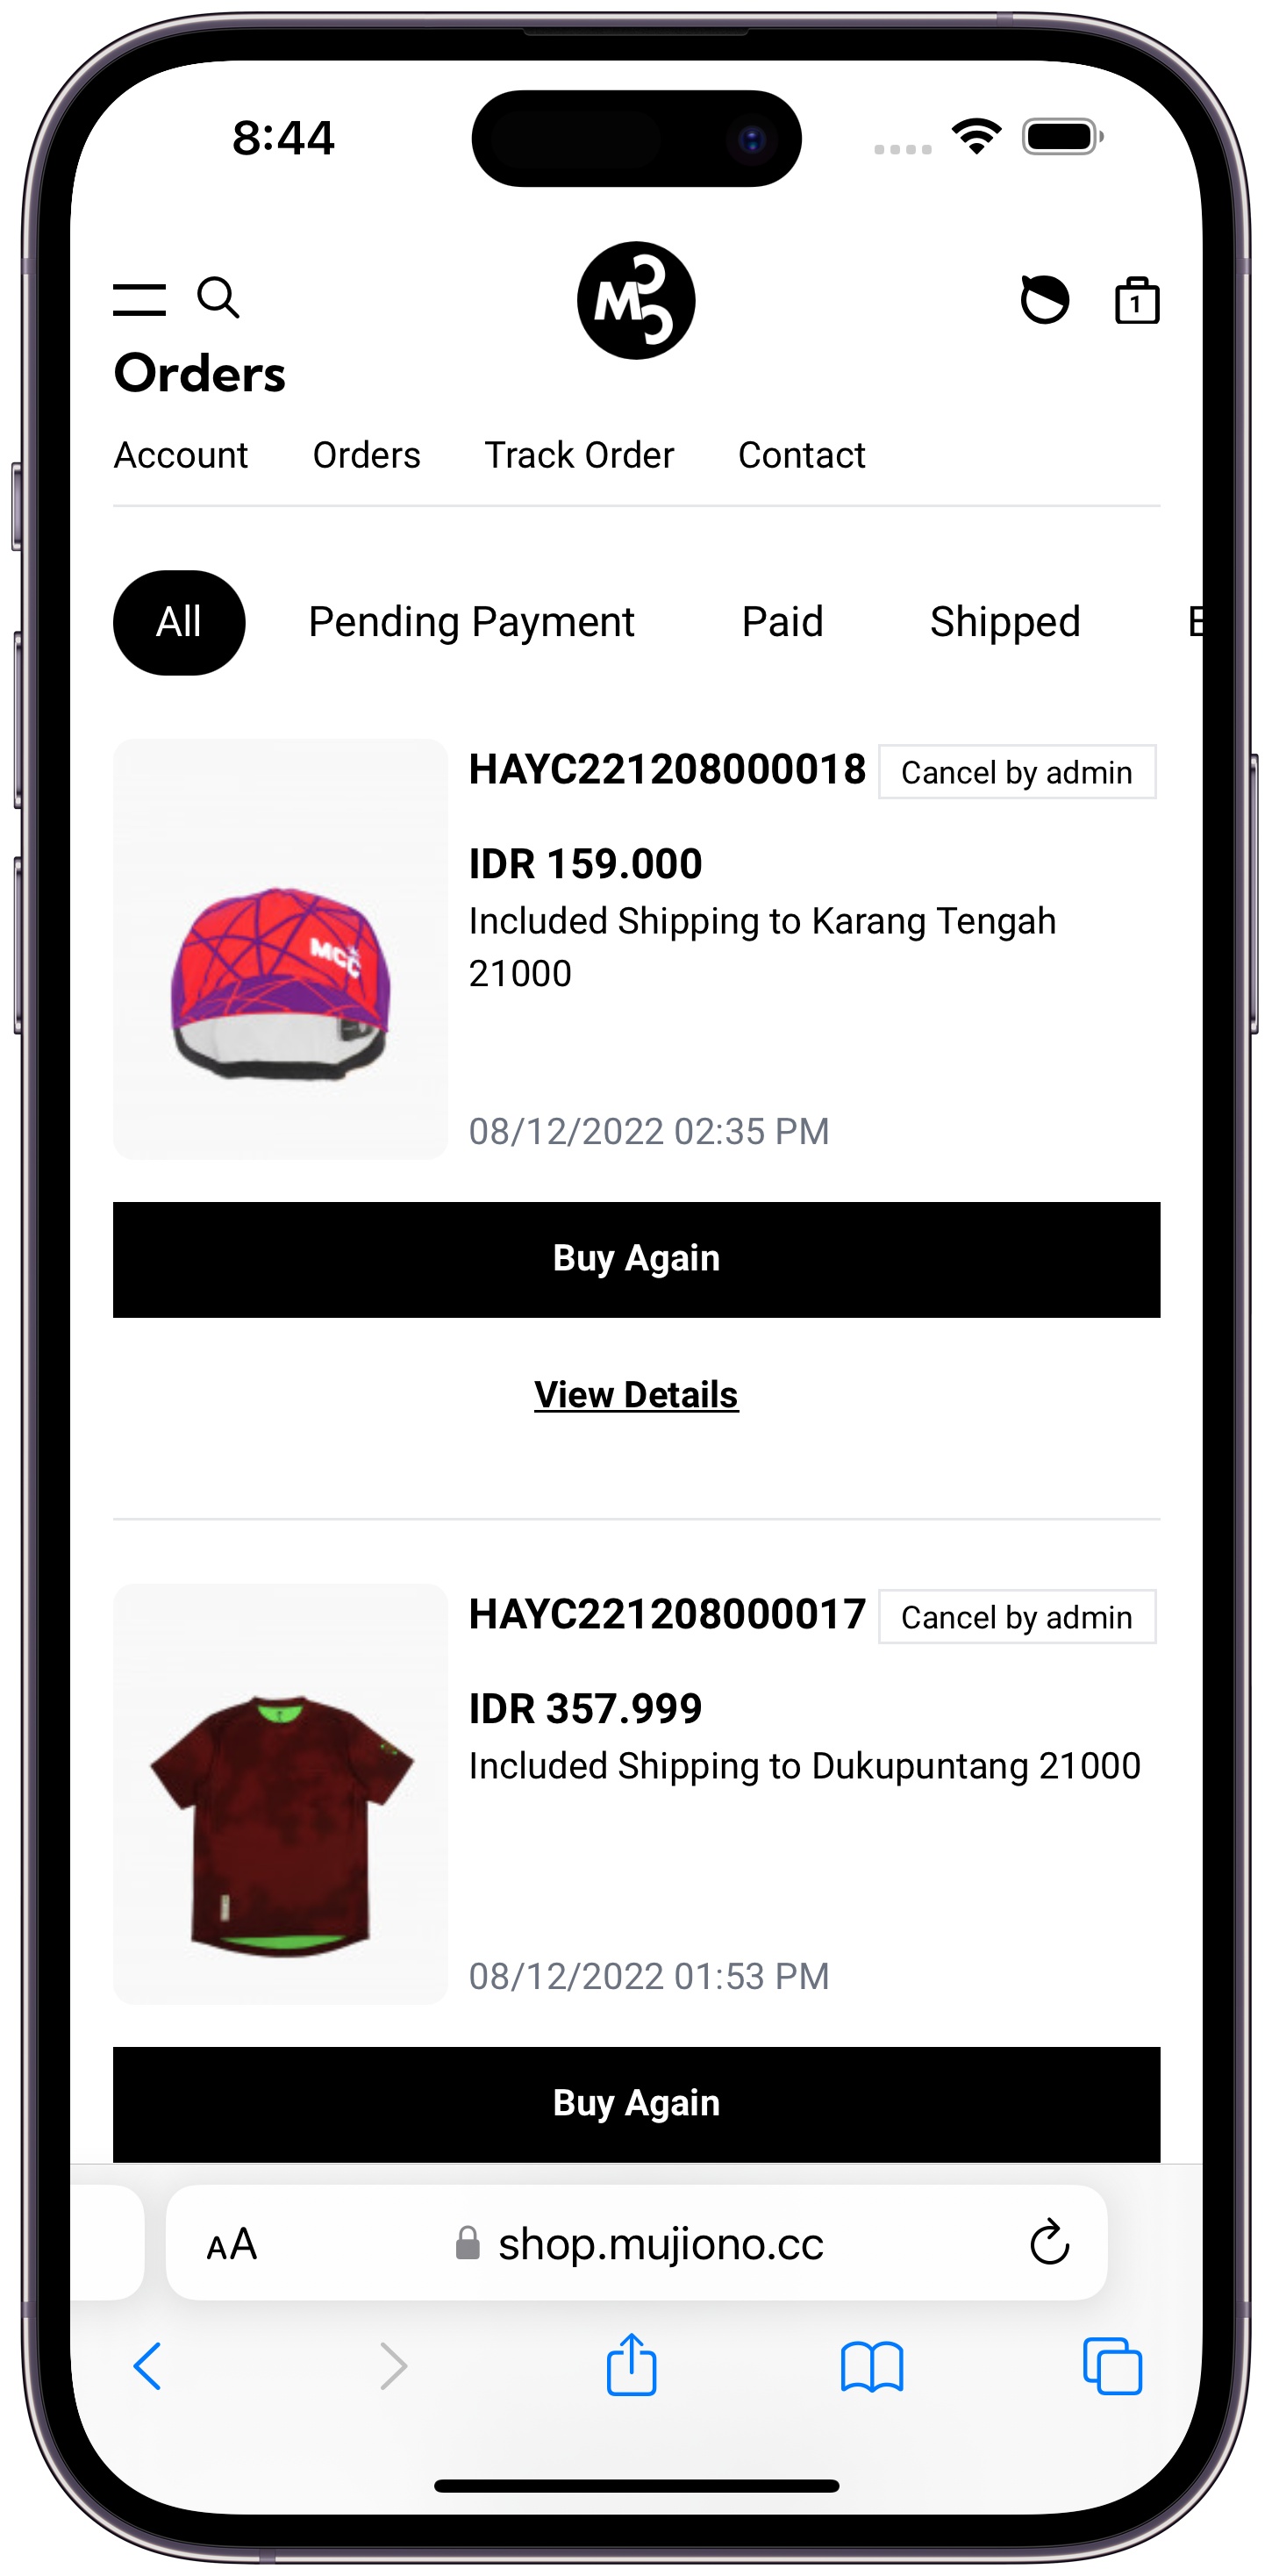 8:44
MCC
1
Orders
Account Orders Track Order Contact
All Pending Payment Paid Shipped
HAYC221208000018 Cancel by admin
IDR 159.000
Included Shipping to Karang Tengah
21000
MCC
08/12/2022 02:35 PM
Buy Again
View Details
HAYC221208000017 Cancel by admin
IDR 357.999
Included Shipping to Dukupuntang 21000
08/12/2022 01:53 PM
Buy Again
AA shop.mujiono.cc